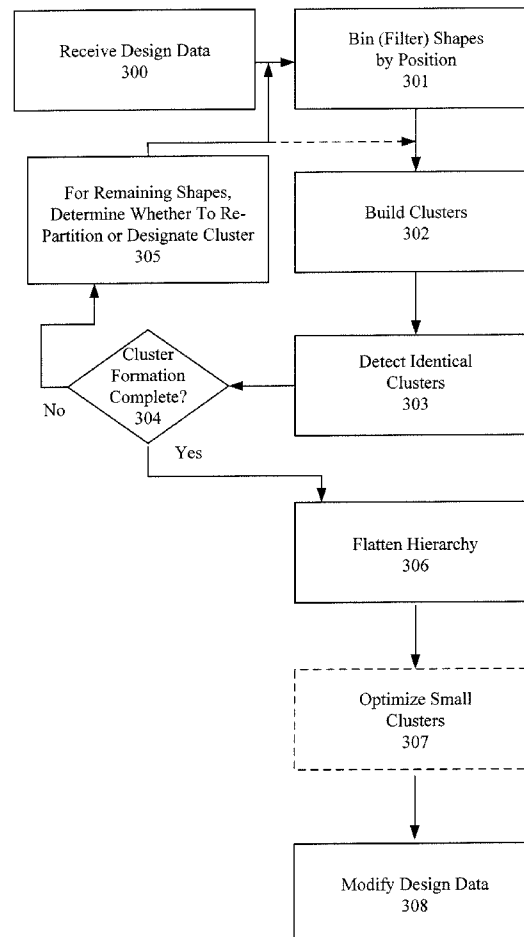 Receive Design Data
300
Bin (Filter) Shapes
by Position
301
For Remaining Shapes,
Determine Whether To Re-
Partition or Designate Cluster
305
Build Clusters
302
Cluster
Formation
Complete?
304
Detect Identical
Clusters
303
No
Yes
Flatten Hierarchy
306
Optimize Small
Clusters
307
Modify Design Data
308